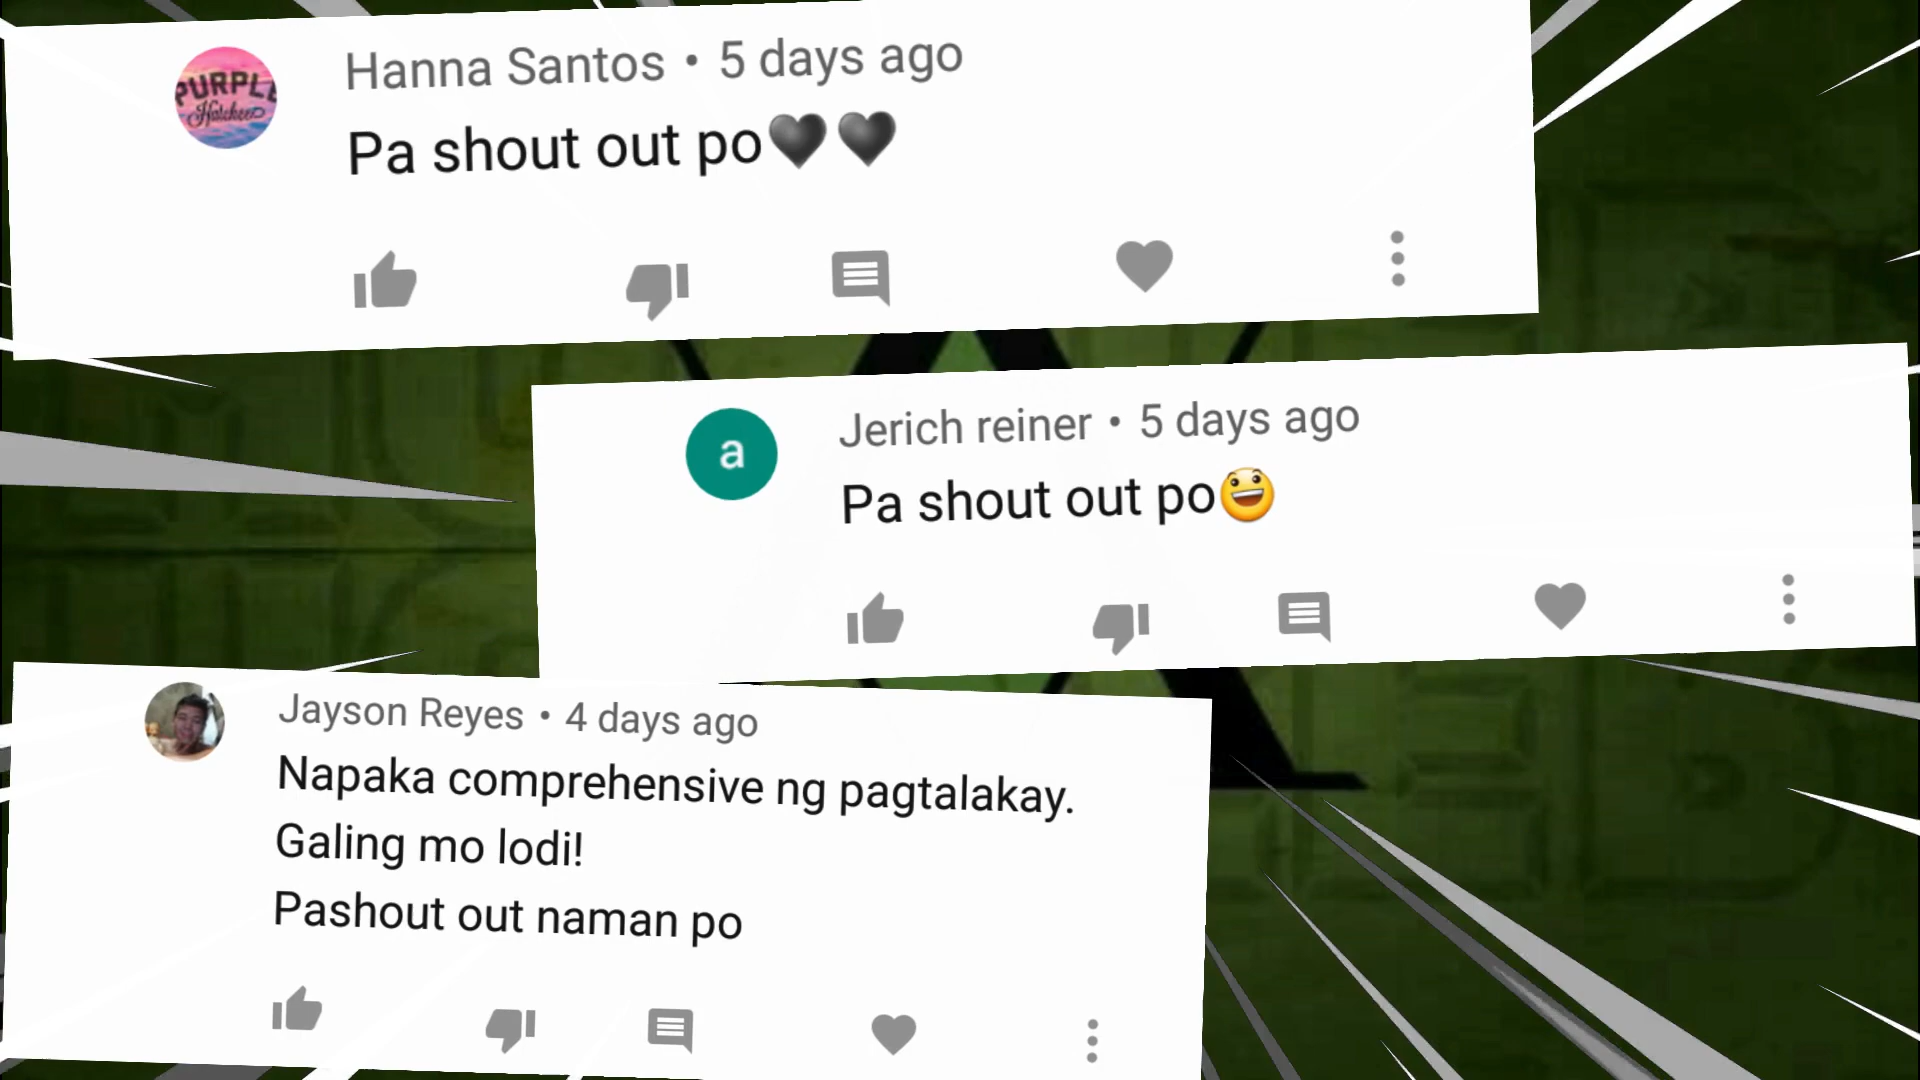 PURPLE
Hanna Santos • 5 days ago
Pa shout out po🖤🖤
a
Jerich reiner • 5 days ago
Pa shout out po😃
Jayson Reyes • 4 days ago
Napaka comprehensive ng pagtalakay.
Galing mo lodi!
Pashout out naman po